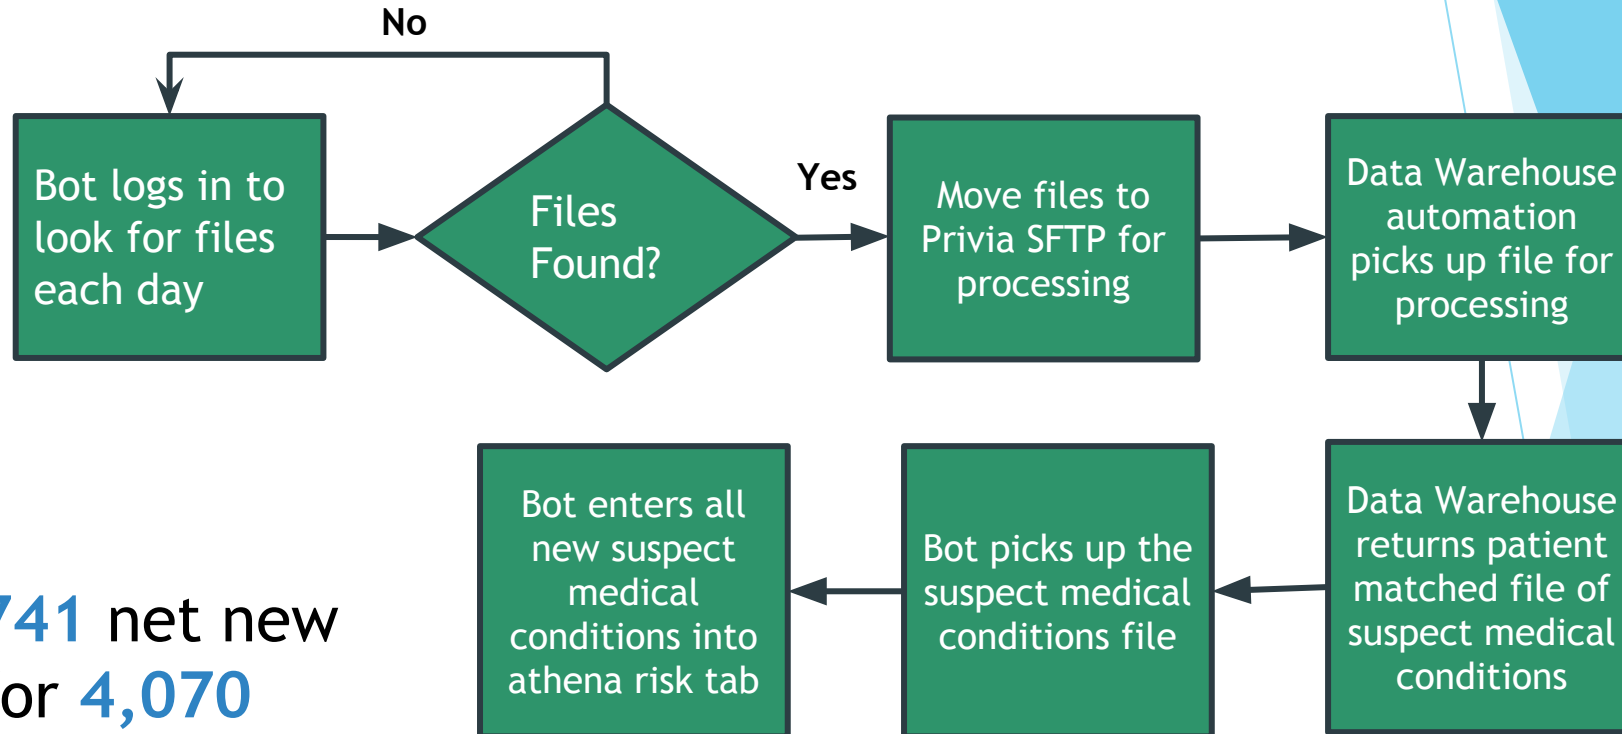 No
Bot logs in to
look for files
each day
Files
Found?
Yes
Move files to
Privia SFTP for
processing
Data Warehouse
automation
picks up file for
processing
Data Warehouse
returns patient
matched file of
suspect medical
conditions
Bot picks up the
suspect medical
conditions file
Bot enters all
new suspect
medical
conditions into
athena risk tab
741 net new
or 4,070